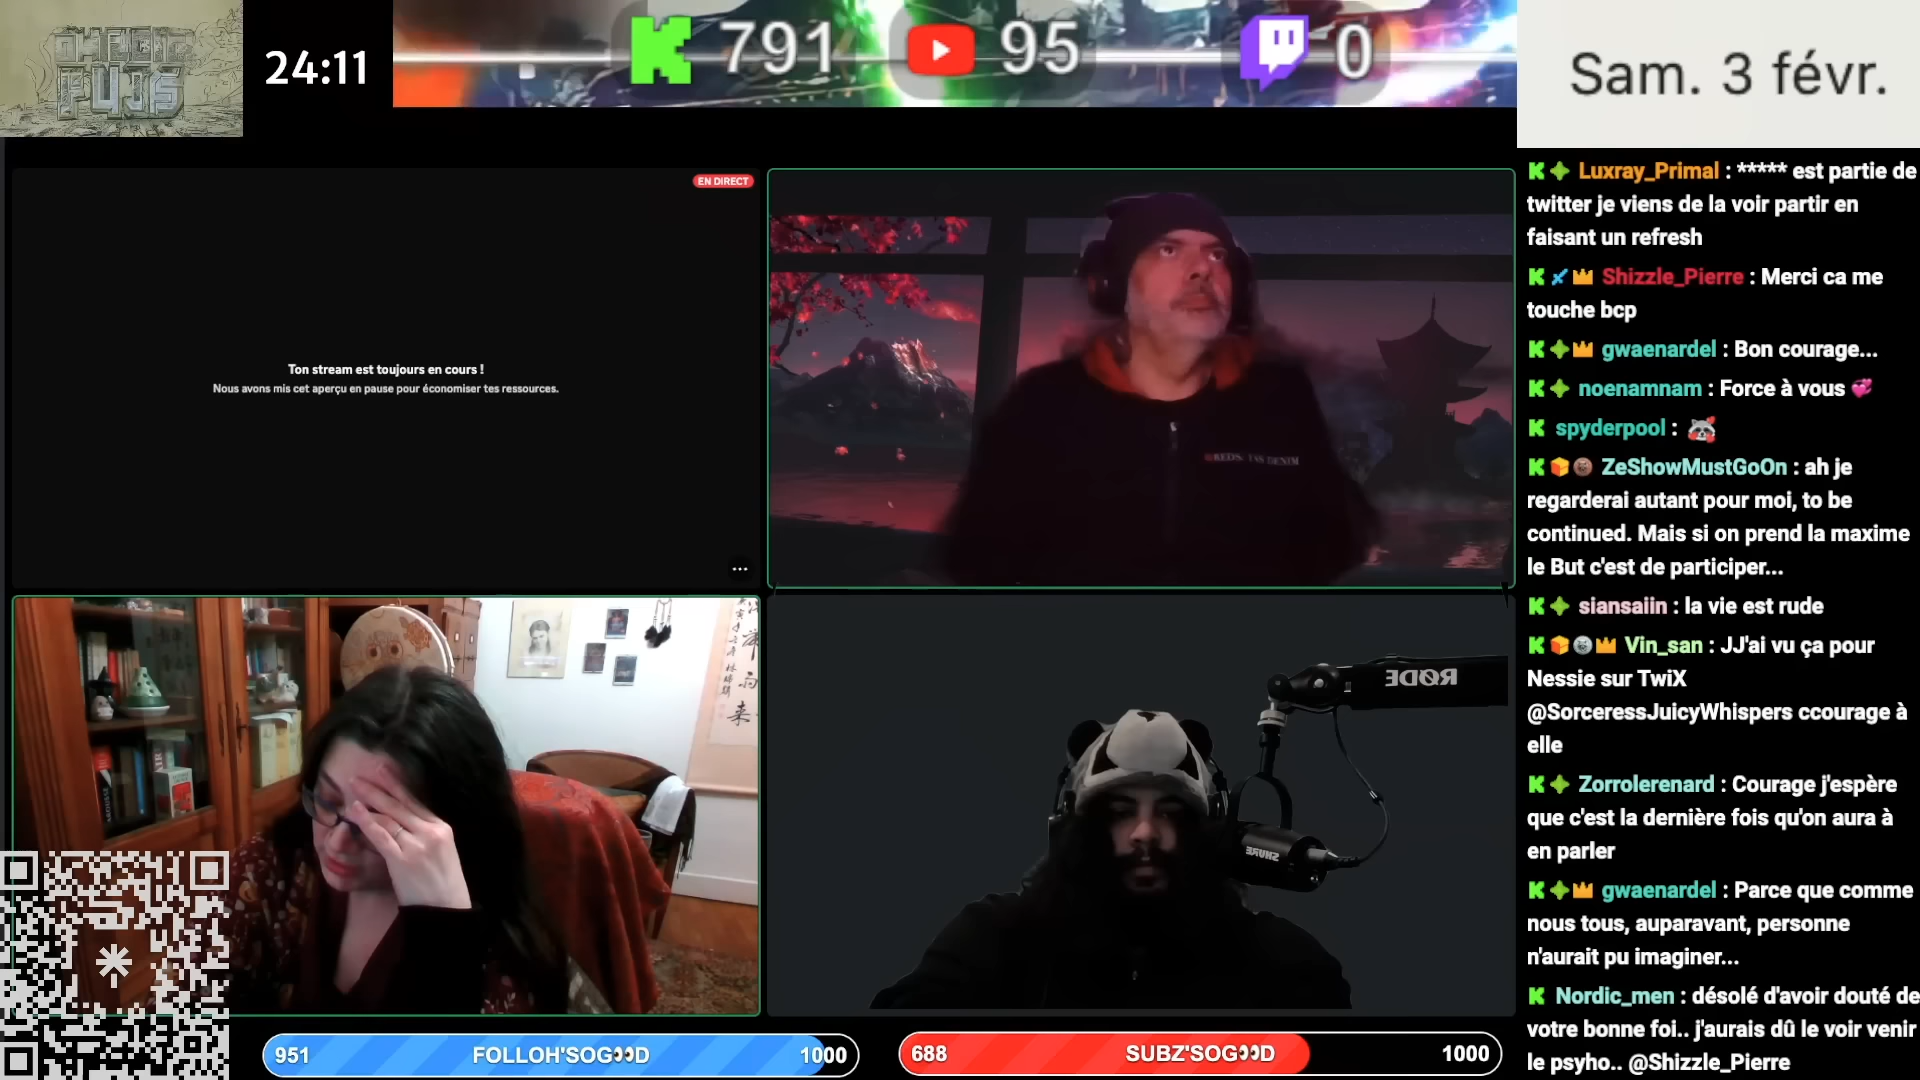 24:11
791
95
0
Sam. 3 févr.
EN DIRECT
Ton stream est toujours en cours !
Nous avons mis cet aperçu en pause pour économiser tes ressources.
REDS
DENIM
RØDE
SHURE
来
Luxray_Primal : ***** est partie de
twitter je viens de la voir partir en
faisant un refresh
Shizzle_Pierre : Merci ca me
touche bcp
gwaenardel : Bon courage...
noenamnam : Force à vous 💞
spyderpool :
ZeShowMustGoOn : ah je
regarderai autant pour moi, to be
continued. Mais si on prend la maxime
le But c'est de participer...
siansaiin : la vie est rude
Vin_san : JJ'ai vu ça pour
Nessie sur TwiX
@SorceressJuicyWhispers ccourage à
elle
Zorrolerenard : Courage j'espère
que c'est la dernière fois qu'on aura à
en parler
gwaenardel : Parce que comme
nous tous, auparavant, personne
n'aurait pu imaginer...
Nordic_men : désolé d'avoir douté de
votre bonne foi.. j'aurais dû le voir venir
le psyho.. @Shizzle_Pierre
951 FOLLOH'SOG👀D 1000
688 SUBZ'SOG👀D 1000